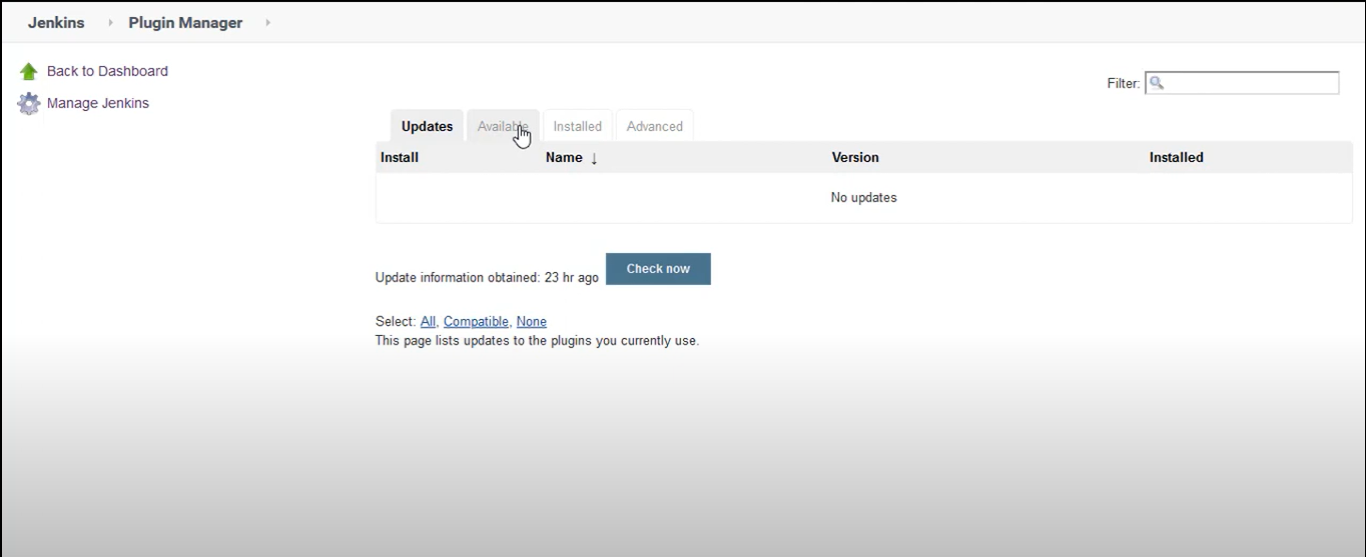 Jenkins Plugin Manager
Back to Dashboard
Manage Jenkins
Filter:
Updates Available Installed Advanced
Install Name ↓ Version Installed
No updates
Update information obtained: 23 hr ago Check now
Select: All, Compatible, None
This page lists updates to the plugins you currently use.